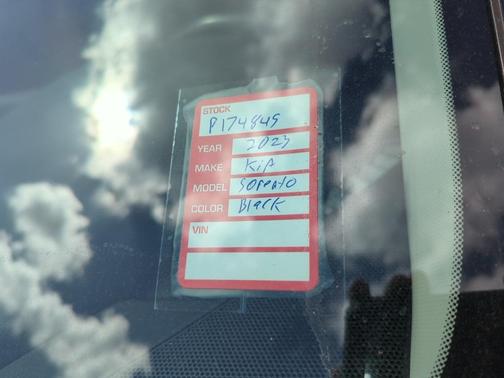 STOCK
P174845
YEAR 2023
MAKE KiA
MODEL Sorento
COLOR Black
VIN